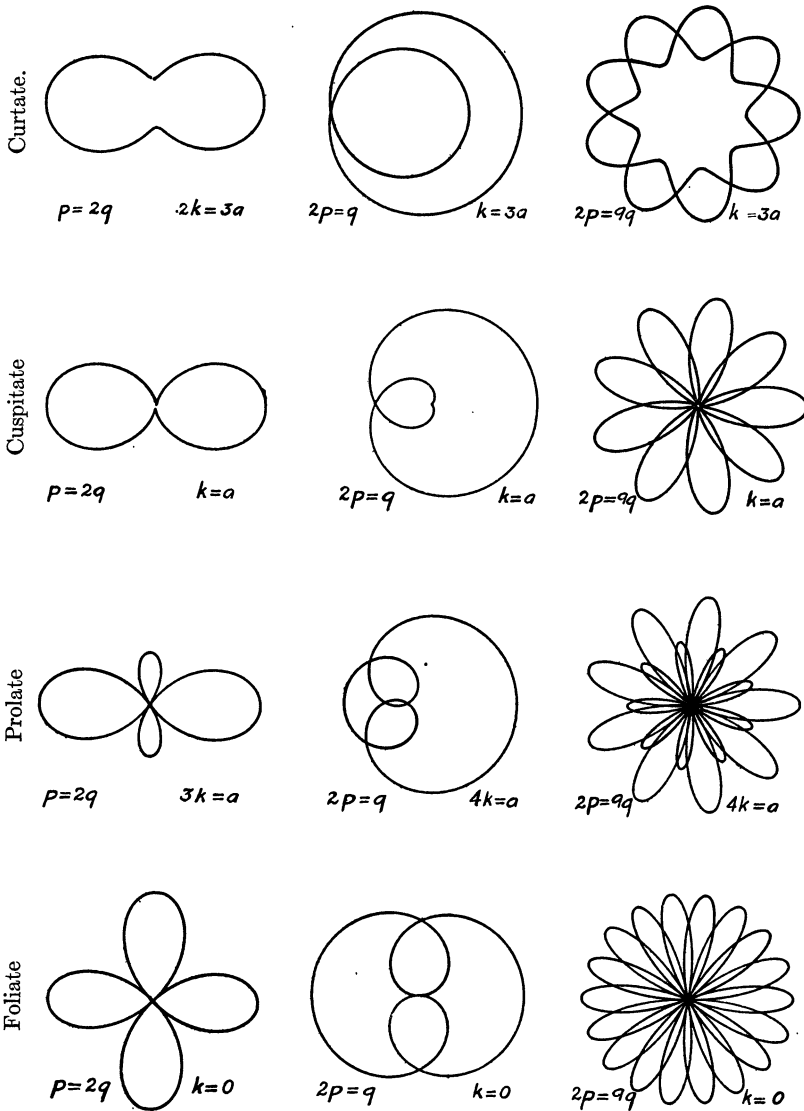 Curtate.
p=2q 2k=3a 2p=q k=3a 2p=9q k=3a
Cuspitate
p=2q k=a 2p=q k=a 2p=9q k=a
Prolate
p=2q 3k=a 2p=q 4k=a 2p=9q 4k=a
Foliate
p=2q k=0 2p=q k=0 2p=9q k=0